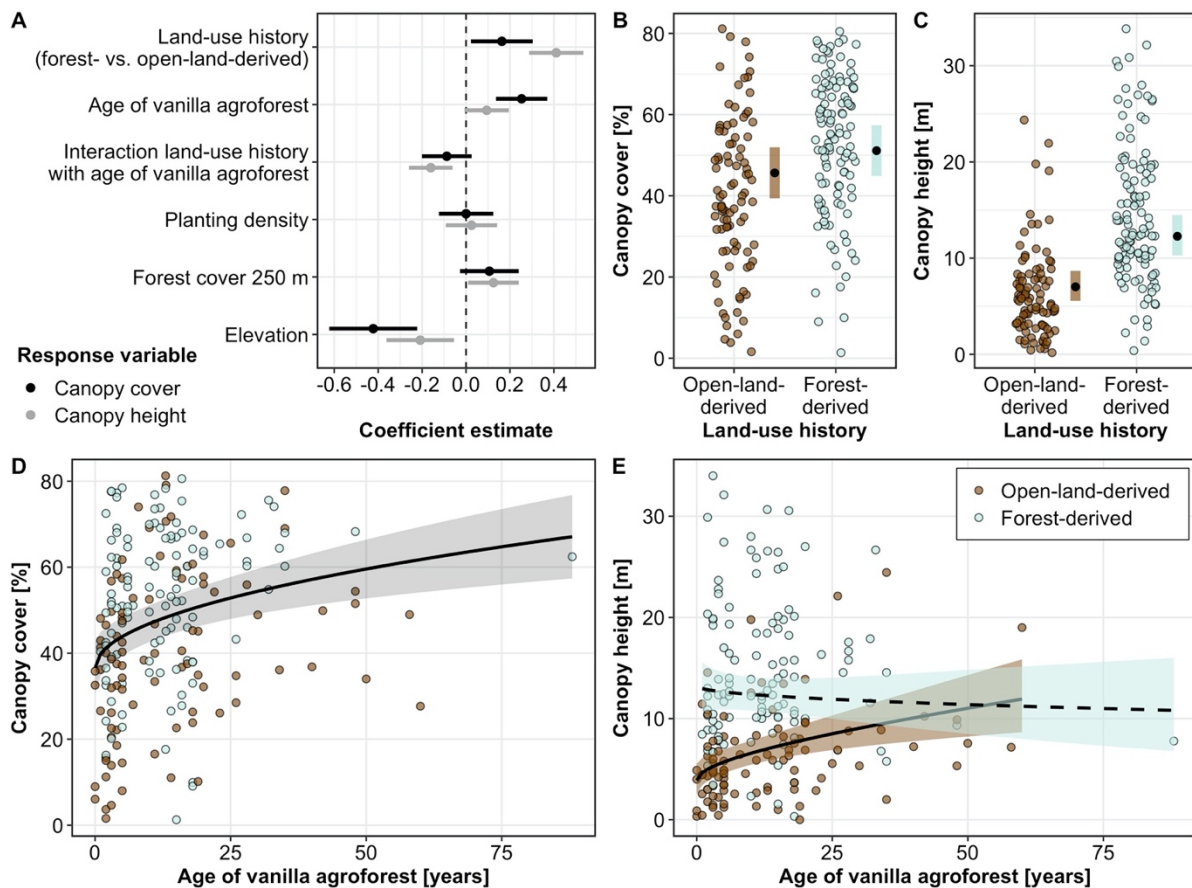 A
Land-use history
(forest- vs. open-land-derived)
Age of vanilla agroforest
Interaction land-use history
with age of vanilla agroforest
Planting density
Forest cover 250 m
Elevation
-0.6 -0.4 -0.2 0.0 0.2 0.4
Coefficient estimate
Response variable
Canopy cover
Canopy height
B
Canopy cover [%]
80
60
40
20
0
Open-land-
derived
Forest-
derived
Land-use history
C
Canopy height [m]
30
20
10
0
Open-land-
derived
Forest-
derived
Land-use history
D
Canopy cover [%]
80
60
40
20
0
0 25 50 75
Age of vanilla agroforest [years]
E
Canopy height [m]
30
20
10
0
Open-land-derived
Forest-derived
0 25 50 75
Age of vanilla agroforest [years]